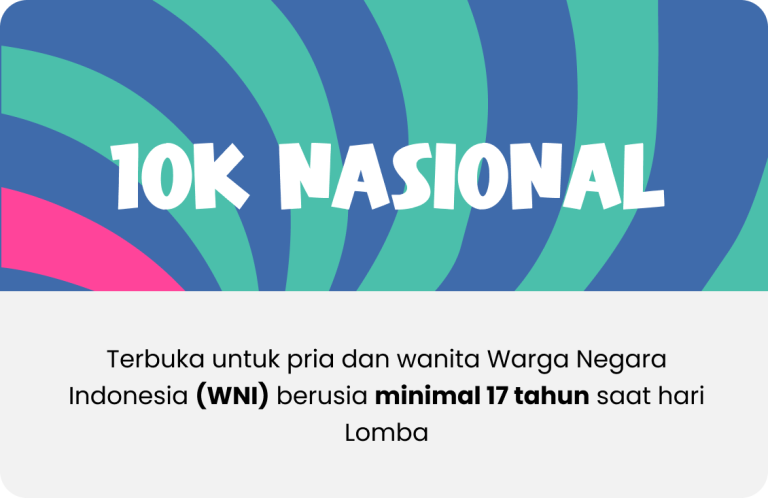 10K NASIONAL
Terbuka untuk pria dan wanita Warga Negara
Indonesia (WNI) berusia minimal 17 tahun saat hari
Lomba